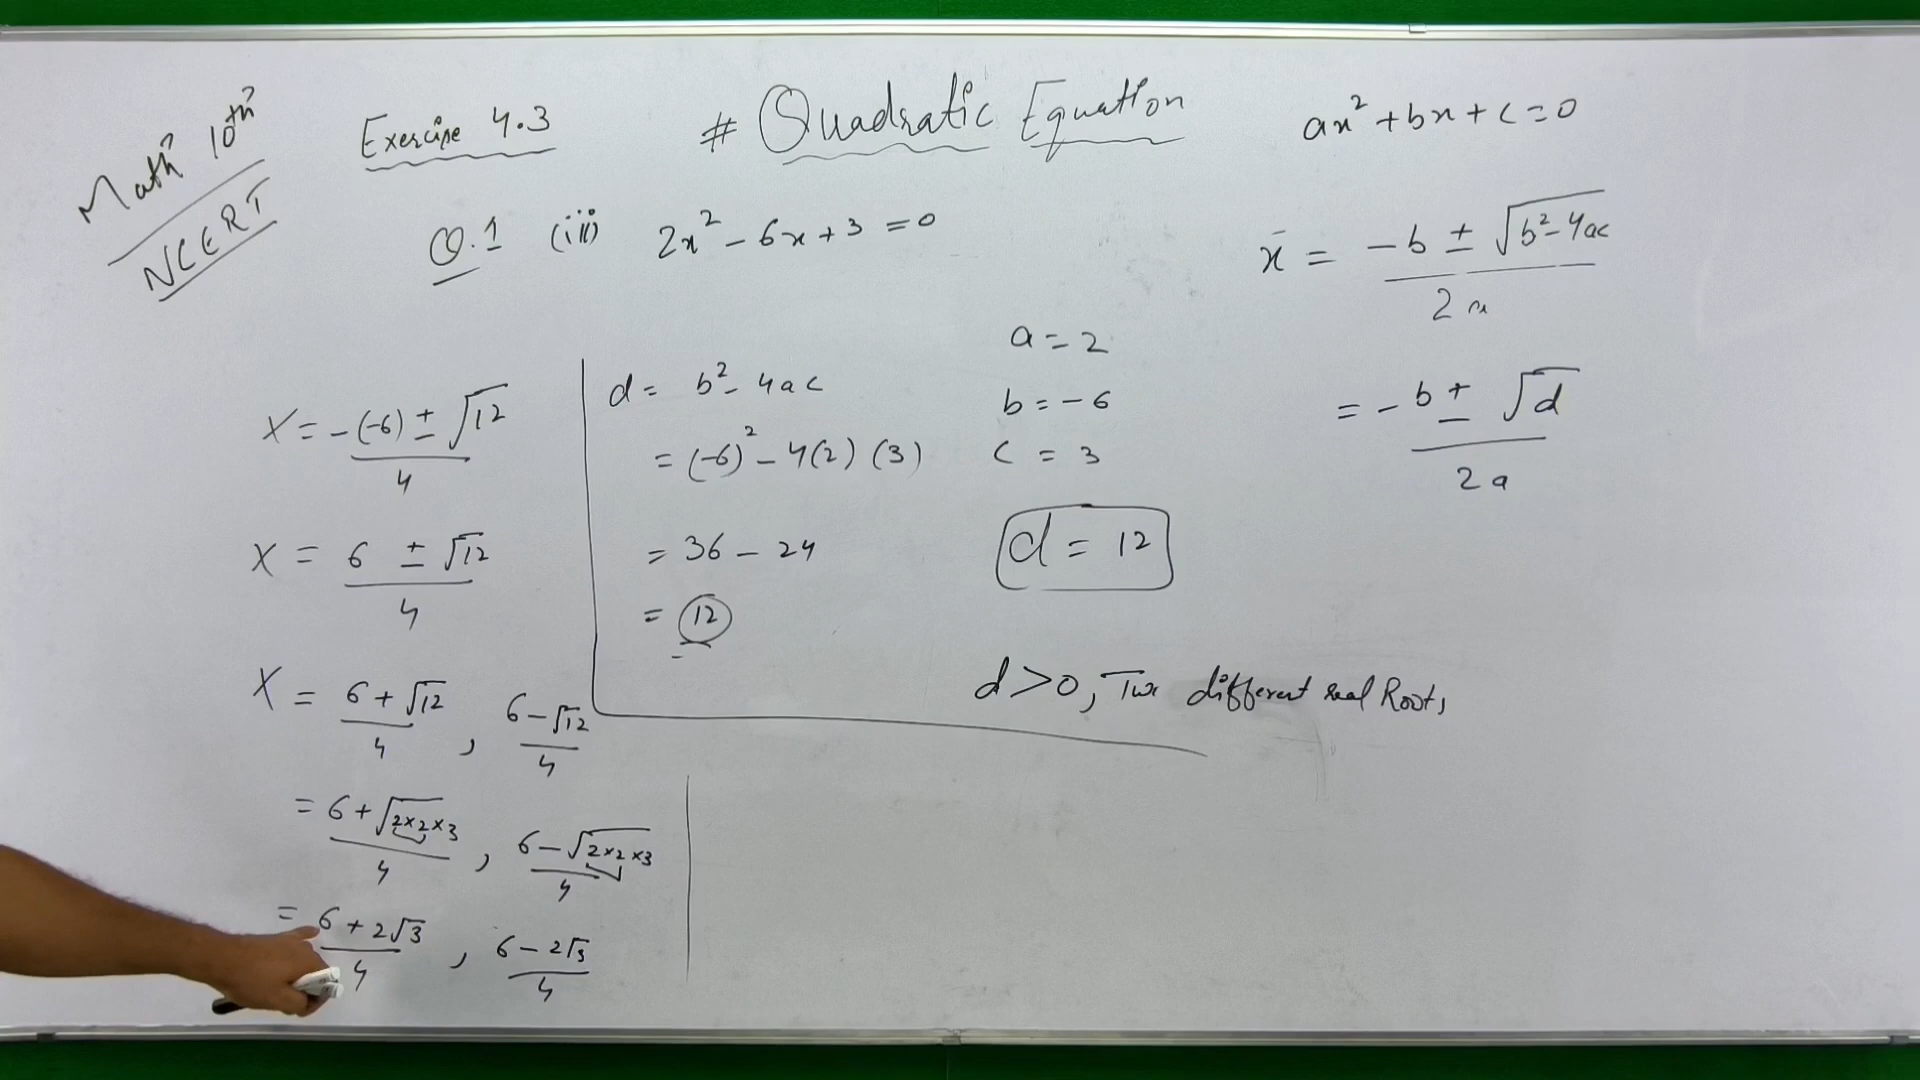 Math 10th
NCERT
Exercise 4.3
# Quadratic Equation
ax² + bx + c = 0
Q.1 (iii) 2x² - 6x + 3 = 0
x = -b ± √b² - 4ac
2a
= -b ± √d
2a
a = 2
b = -6
c = 3
d = 12
d > 0, Two different real Roots
d = b² - 4ac
= (-6)² - 4(2) (3)
= 36 - 24
= 12
X = -(-6) ± √12
4
X = 6 ± √12
4
X = 6 + √12 , 6 - √12
4 4
= 6 + √2×2×3 , 6 - √2×2×3
4 4
= 6 + 2√3 , 6 - 2√3
4 4